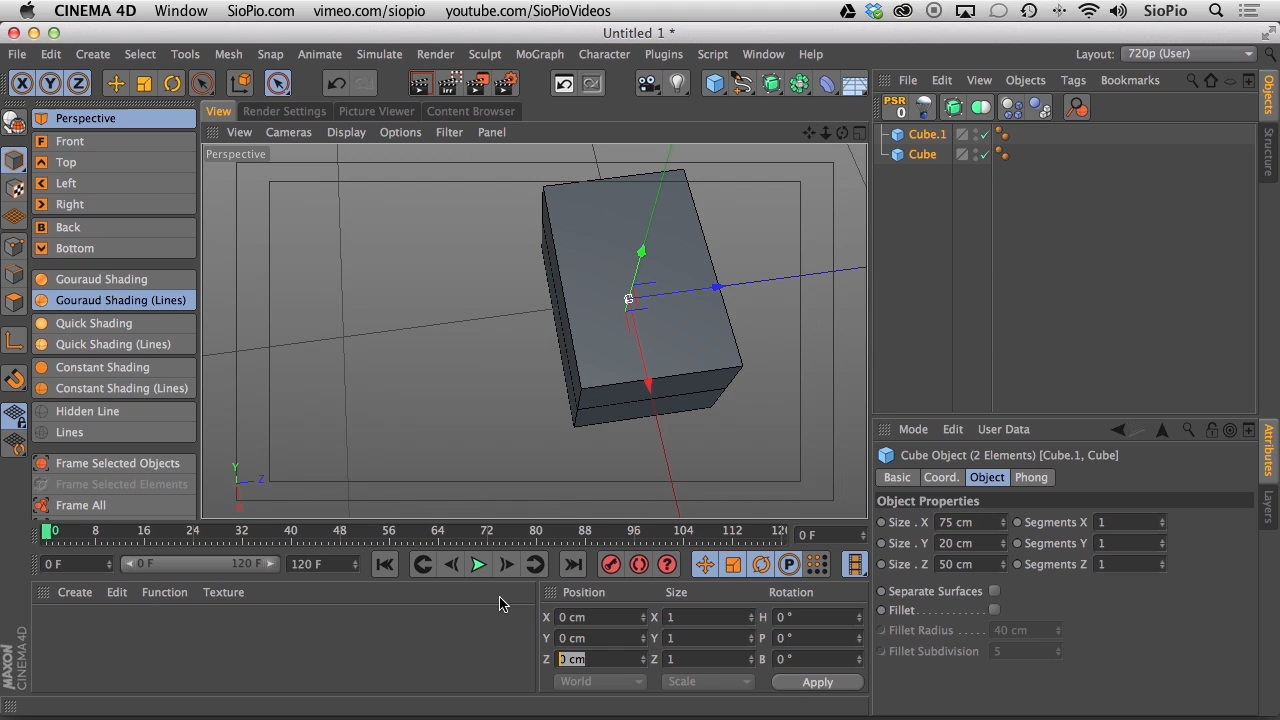 CINEMA 4D Window SioPio.com vimeo.com/siopio youtube.com/SioPioVideos SioPio
Untitled 1 *
File Edit Create Select Tools Mesh Snap Animate Simulate Render Sculpt MoGraph Character Plugins Script Window Help Layout: 720p (User)
X Y Z
View Render Settings Picture Viewer Content Browser
View Cameras Display Options Filter Panel
Perspective
Perspective
F Front
Top
Left
Right
B Back
Bottom
Gouraud Shading
Gouraud Shading (Lines)
Quick Shading
Quick Shading (Lines)
Constant Shading
Constant Shading (Lines)
Hidden Line
Lines
Frame Selected Objects
Frame Selected Elements
Frame All
Y
Z
0 8 16 24 32 40 48 56 64 72 80 88 96 104 112 0 F
0 F 0 F 120 F 120 F P
Create Edit Function Texture
Position Size Rotation
X 0 cm X 1 H 0 °
Y 0 cm Y 1 P 0 °
Z 0 cm Z 1 B 0 °
World Scale Apply
MAXON
CINEMA 4D
File Edit View Objects Tags Bookmarks
PSR
0
Cube.1
Cube
Objects
Structure
Mode Edit User Data
Cube Object (2 Elements) [Cube.1, Cube]
Basic Coord. Object Phong
Object Properties
Size . X 75 cm Segments X 1
Size . Y 20 cm Segments Y 1
Size . Z 50 cm Segments Z 1
Separate Surfaces
Fillet
Fillet Radius 40 cm
Fillet Subdivision 5
Attributes
Layers